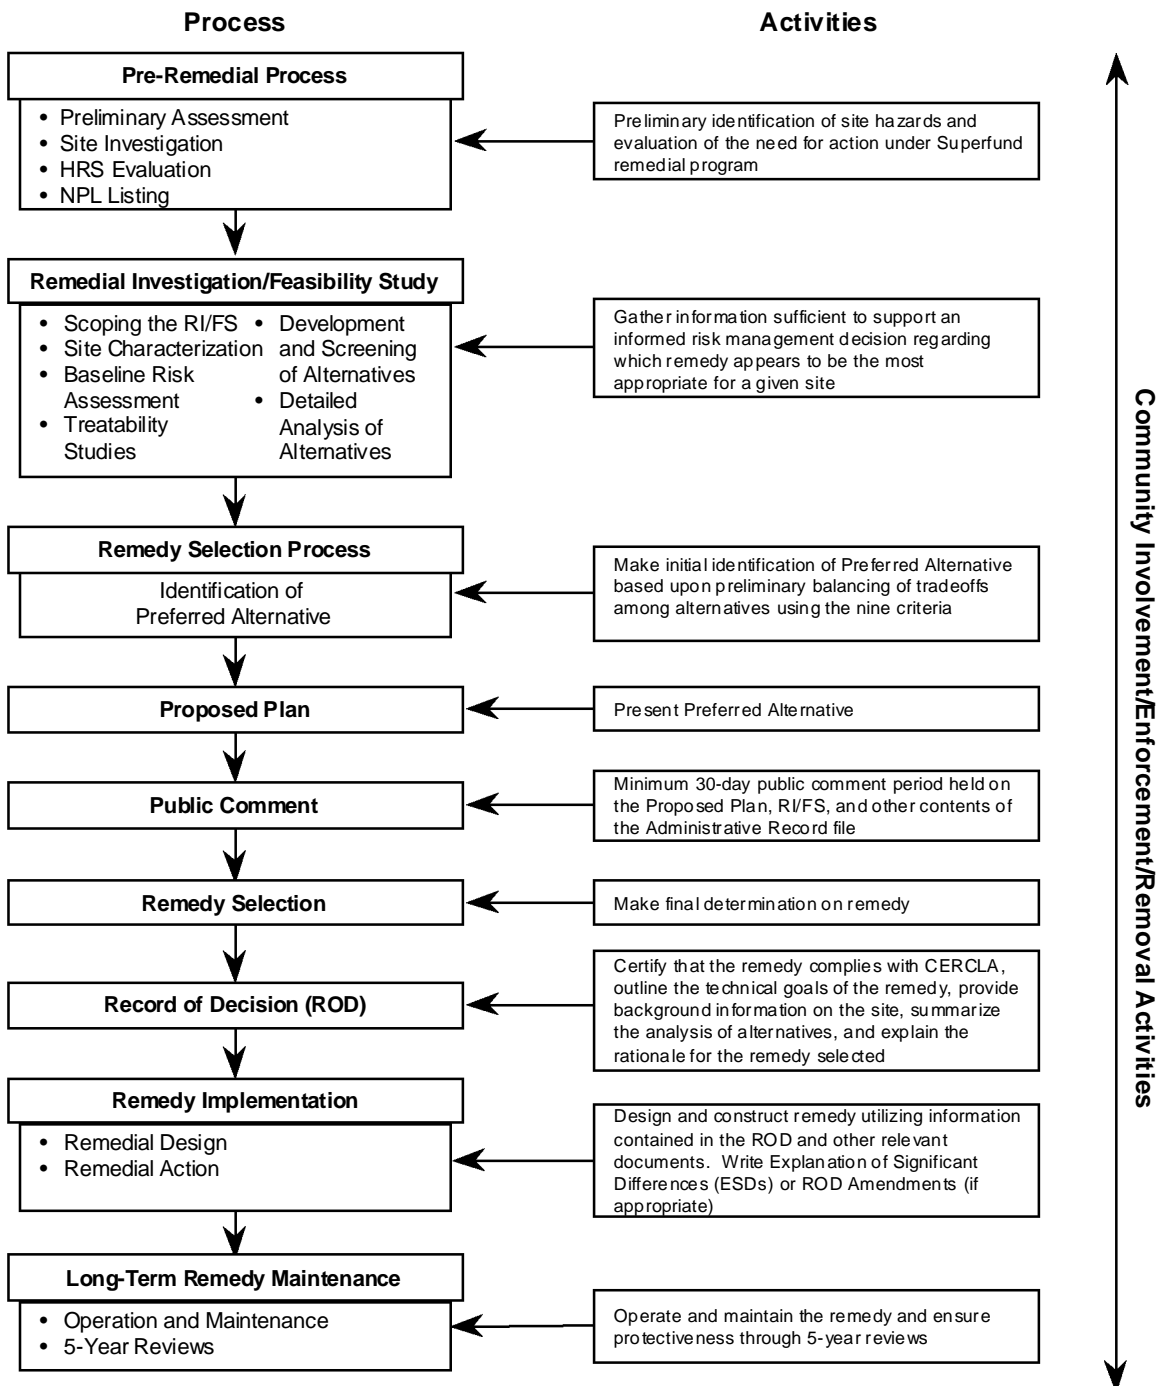 Process
Activities
Pre-Remedial Process
• Preliminary Assessment
• Site Investigation
• HRS Evaluation
• NPL Listing
Preliminary identification of site hazards and
evaluation of the need for action under Superfund
remedial program
Remedial Investigation/Feasibility Study
• Scoping the RI/FS
• Site Characterization
• Baseline Risk
Assessment
• Treatability
Studies
• Development
and Screening
of Alternatives
• Detailed
Analysis of
Alternatives
Gather information sufficient to support an
informed risk management decision regarding
which remedy appears to be the most
appropriate for a given site
Remedy Selection Process
Identification of
Preferred Alternative
Make initial identification of Preferred Alternative
based upon preliminary balancing of tradeoffs
among alternatives using the nine criteria
Proposed Plan
Present Preferred Alternative
Public Comment
Minimum 30-day public comment period held on
the Proposed Plan, RI/FS, and other contents of
the Administrative Record file
Remedy Selection
Make final determination on remedy
Record of Decision (ROD)
Certify that the remedy complies with CERCLA,
outline the technical goals of the remedy, provide
background information on the site, summarize
the analysis of alternatives, and explain the
rationale for the remedy selected
Remedy Implementation
• Remedial Design
• Remedial Action
Design and construct remedy utilizing information
contained in the ROD and other relevant
documents. Write Explanation of Significant
Differences (ESDs) or ROD Amendments (if
appropriate)
Long-Term Remedy Maintenance
• Operation and Maintenance
• 5-Year Reviews
Operate and maintain the remedy and ensure
protectiveness through 5-year reviews
Community Involvement/Enforcement/Removal Activities